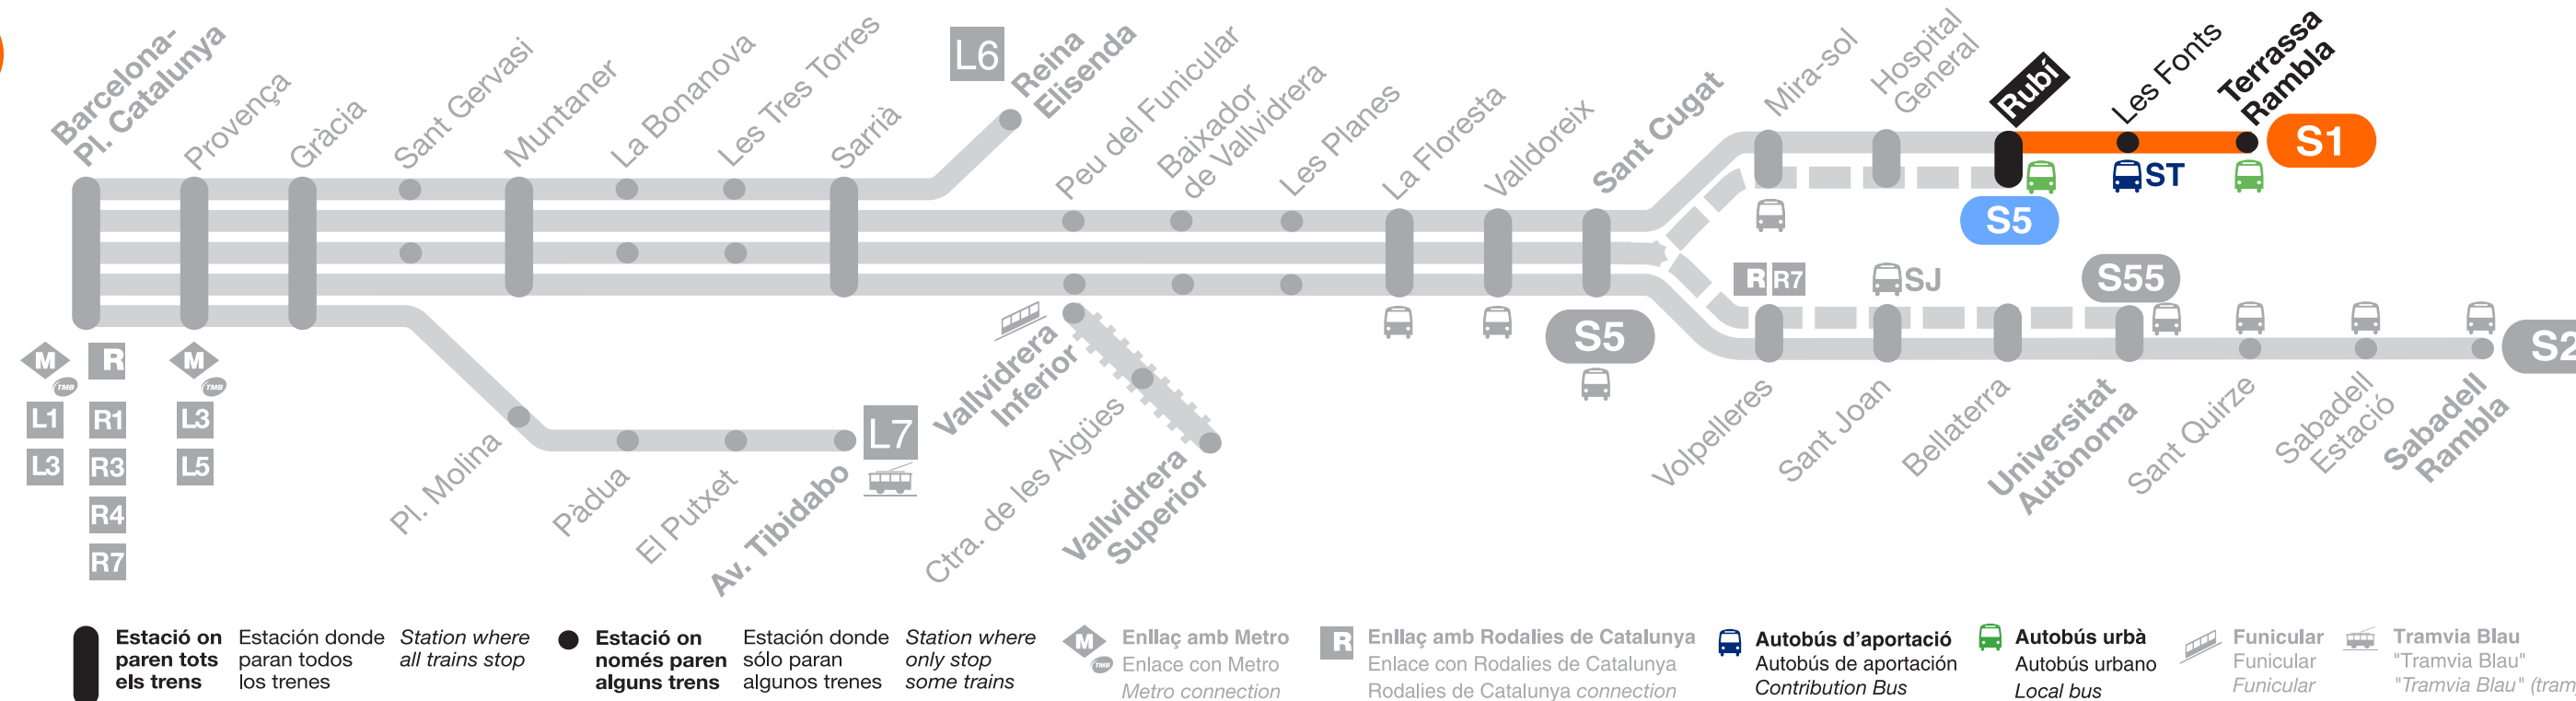 Barcelona-
Pl. Catalunya
Provença
Gràcia
Sant Gervasi
Muntaner
La Bonanova
Les Tres Torres
Sarrià
L6
Reina
Elisenda
Peu del Funicular
Baixador
de Vallvidrera
Les Planes
La Floresta
Valldoreix
Sant Cugat
Mira-sol
Hospital
General
Rubí
Les Fonts
Terrassa
Rambla
S1
ST
S5
R R7
SJ
S55
S5
S2
M
TMB
L1
L3
R
R1
R3
R4
R7
M
TMB
L3
L5
Pl. Molina
Pàdua
El Putxet
Av. Tibidabo
L7
Vallvidrera
Inferior
Ctra. de les Aigües
Vallvidrera
Superior
Volpelleres
Sant Joan
Bellaterra
Universitat
Autònoma
Sant Quirze
Sabadell
Estació
Sabadell
Rambla
Estació on
paren tots
els trens
Estación donde
paran todos
los trenes
Station where
all trains stop
Estació on
només paren
alguns trens
Estación donde
sólo paran
algunos trenes
Station where
only stop
some trains
M
TMB
Enllaç amb Metro
Enlace con Metro
Metro connection
R
Enllaç amb Rodalies de Catalunya
Enlace con Rodalies de Catalunya
Rodalies de Catalunya connection
Autobús d'aportació
Autobús de aportación
Contribution Bus
Autobús urbà
Autobús urbano
Local bus
Funicular
Funicular
Funicular
Tramvia Blau
"Tramvia Blau"
"Tramvia Blau" (tram